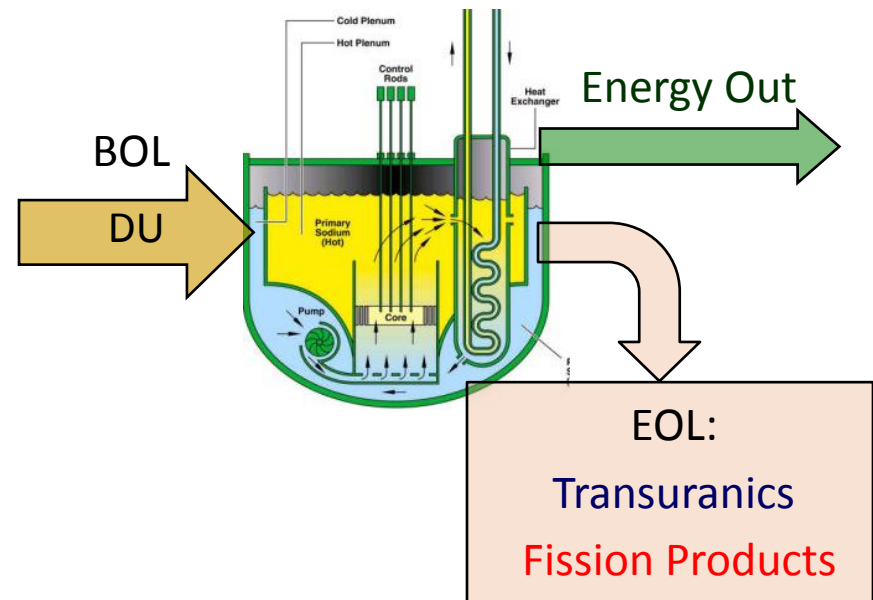 Cold Plenum
Hot Plenum
Control
Rods
Heat
Exchanger
Energy Out
BOL
DU
Primary
Sodium
(Hot)
Pump
Core
EOL:
Transuranics
Fission Products